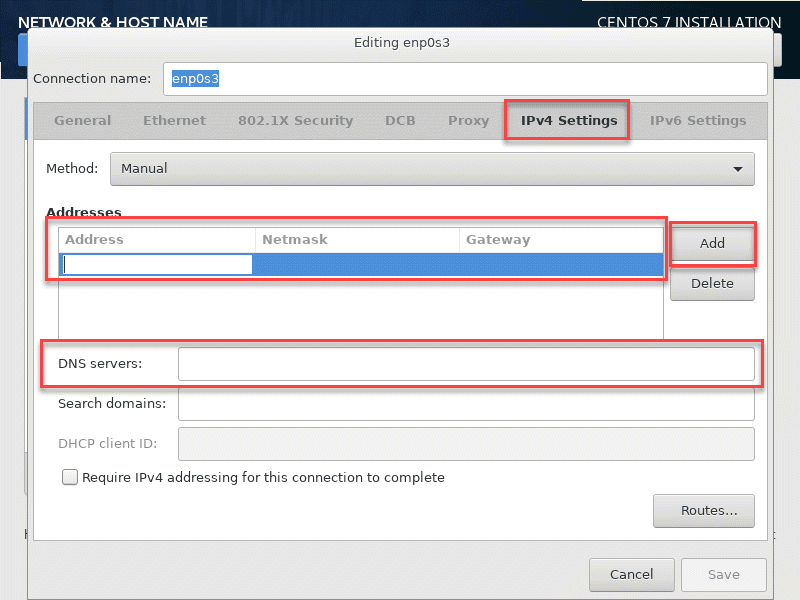 NETWORK & HOST NAME
CENTOS 7 INSTALLATION
Editing enp0s3
Connection name: enp0s3
General Ethernet 802.1X Security DCB Proxy IPv4 Settings IPv6 Settings
Method: Manual
Addresses
Address Netmask Gateway
Add
Delete
DNS servers:
Search domains:
DHCP client ID:
Require IPv4 addressing for this connection to complete
Routes...
Cancel Save